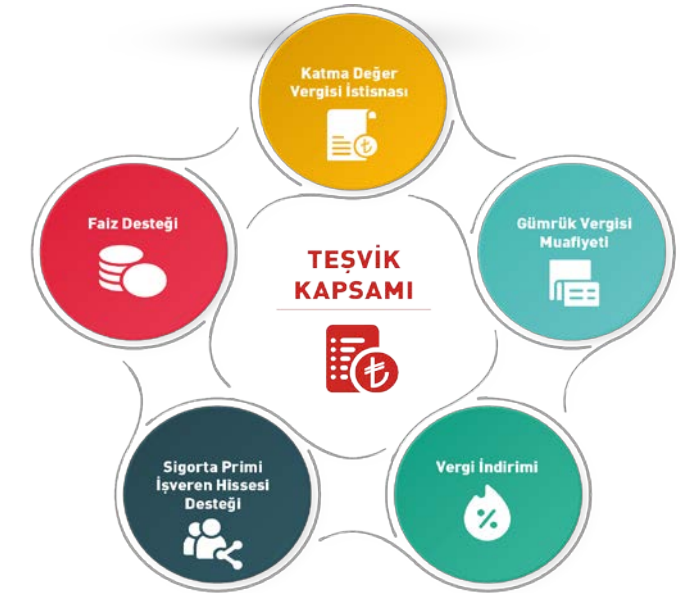 Katma Değer
Vergisi İstisnası
Faiz Desteği
Gümrük Vergisi
Muafiyeti
TEŞVİK
KAPSAMI
Sigorta Primi
İşveren Hissesi
Desteği
Vergi İndirimi
%
₺
₺